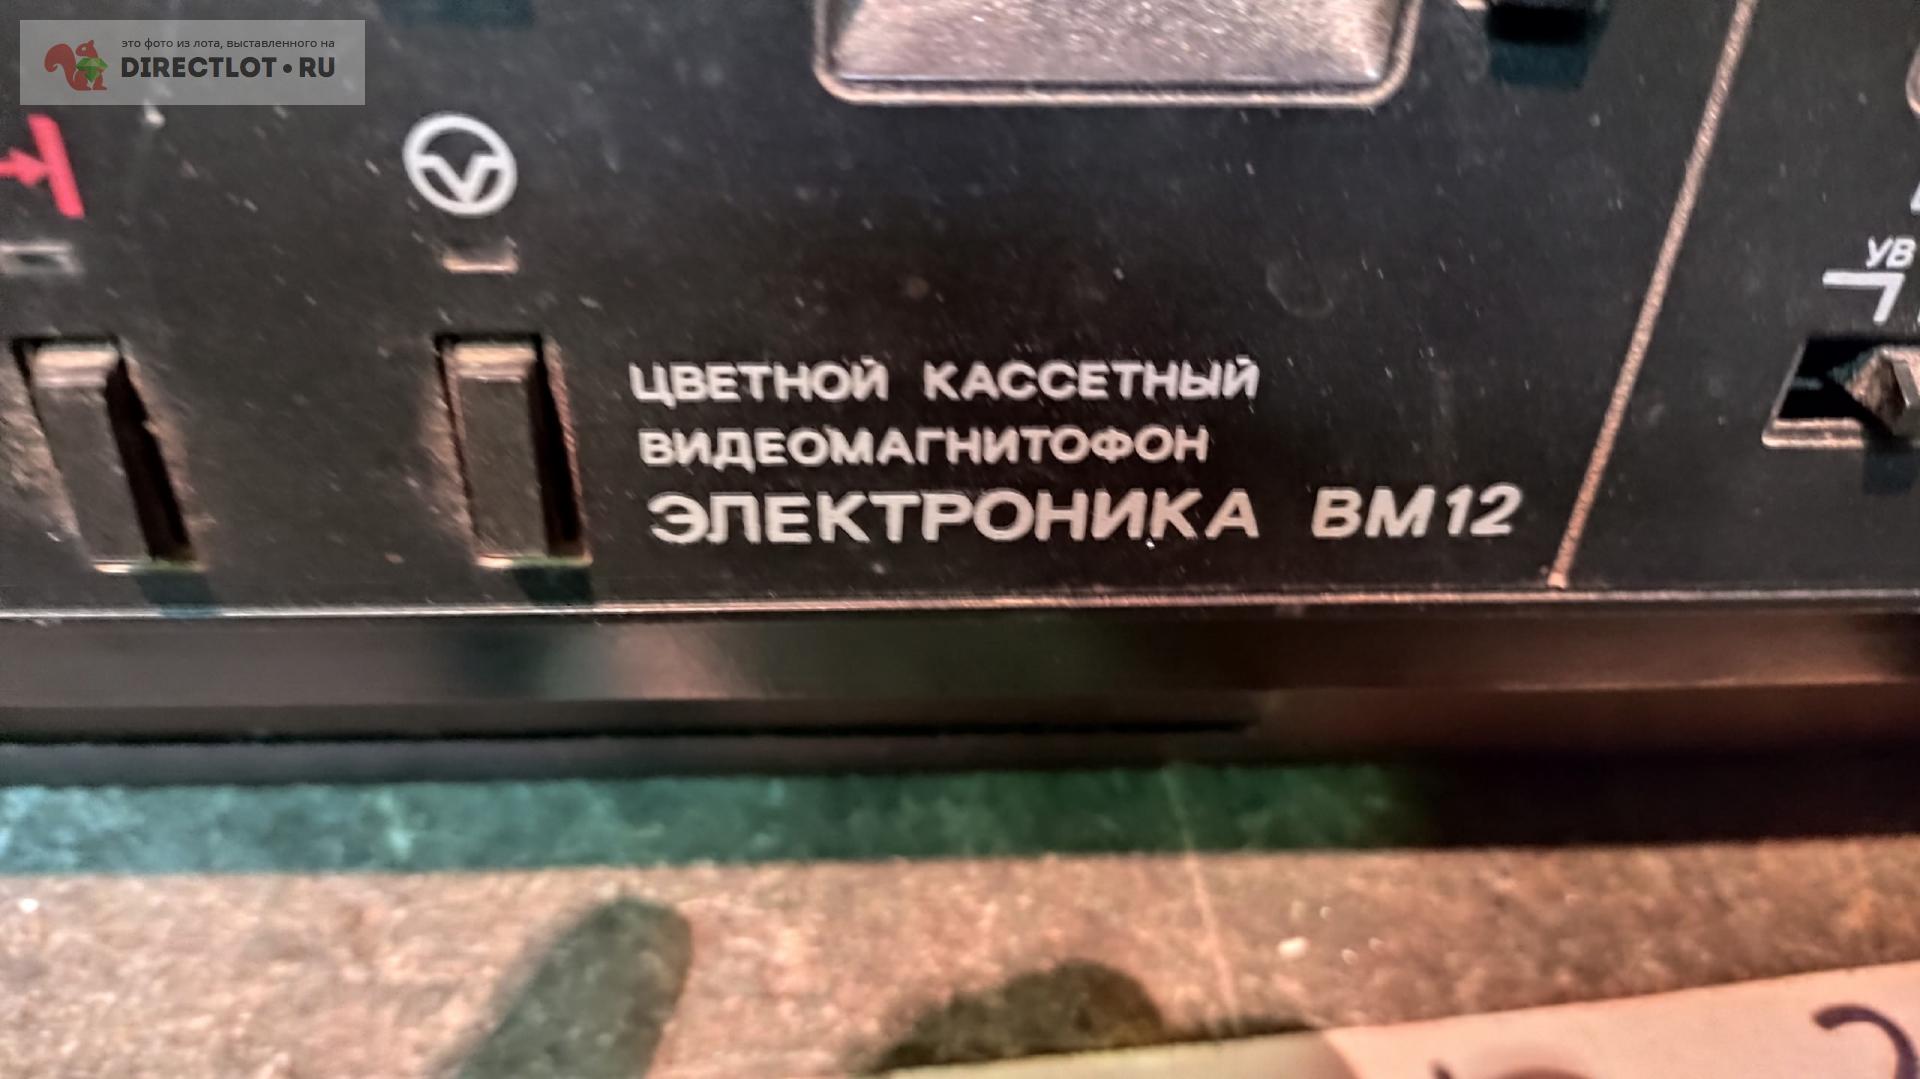 это фото из лота, выставленного на
DIRECTLOT•RU
УВ
ЦВЕТНОЙ КАССЕТНЫЙ
ВИДЕОМАГНИТОФОН
ЭЛЕКТРОНИКА ВМ12